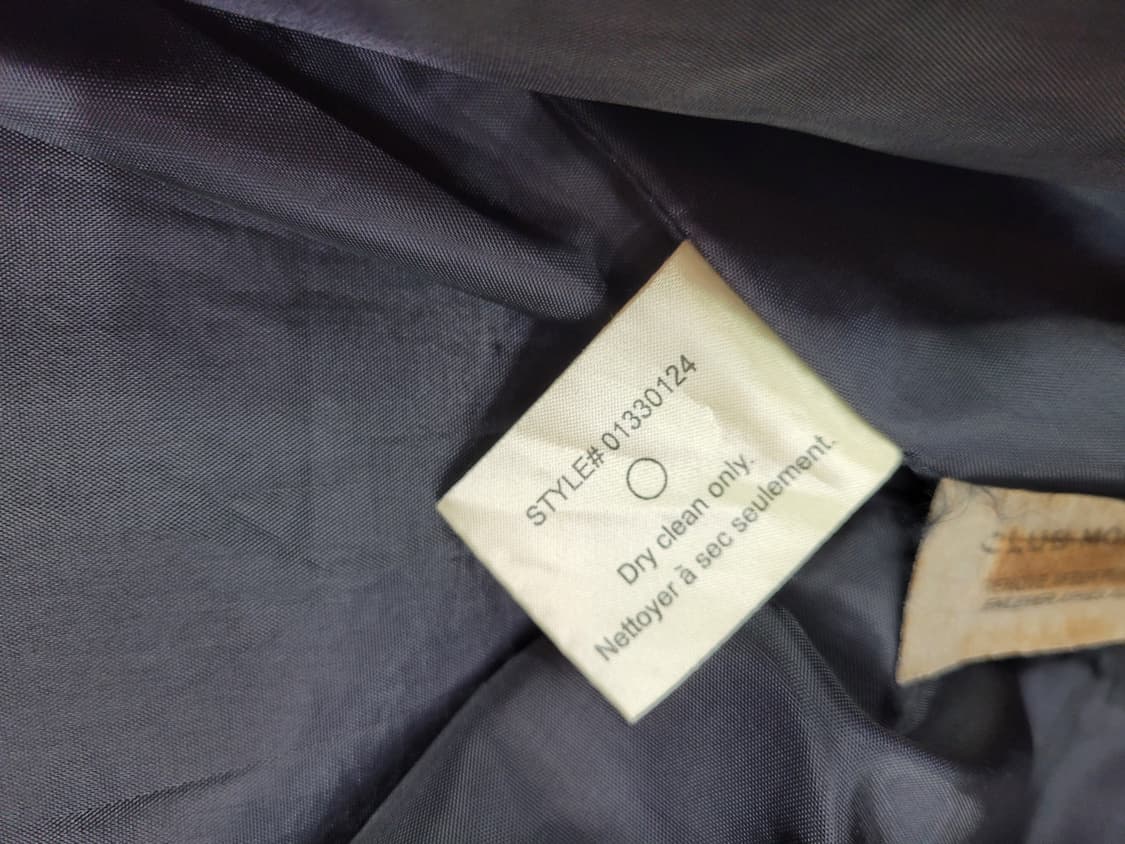 STYLE# 01330124
Dry clean only.
Nettoyer à sec seulement.